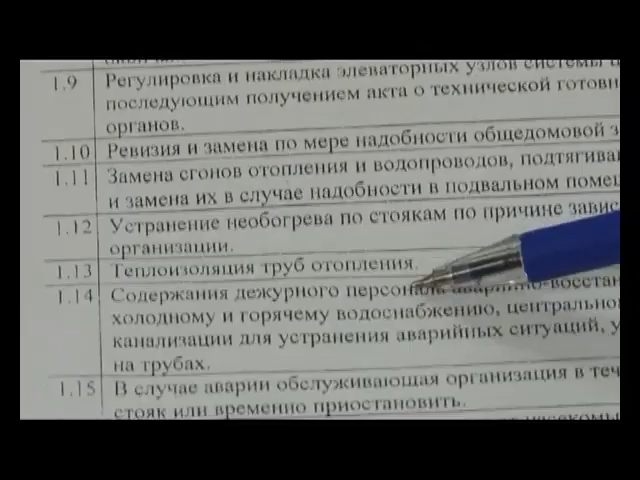 1.9 Регулировка и накладка элеваторных узлов системы
последующим получением акта о технической готовн
органов.
1.10 Ревизия и замена по мере надобности общедомовой з
1.11 Замена сгонов отопления и водопроводов, подтягива
и замена их в случае надобности в подвальном поме
1.12 Устранение необогрева по стоякам по причине завис
организации.
1.13 Теплоизоляция труб отопления.
1.14 Содержания дежурного персонала аварийно-восстан
холодному и горячему водоснабжению, центрально
канализации для устранения аварийных ситуаций, у
на трубах.
1.15 В случае аварии обслуживающая организация в теч
стояк или временно приостановить.
насекомы